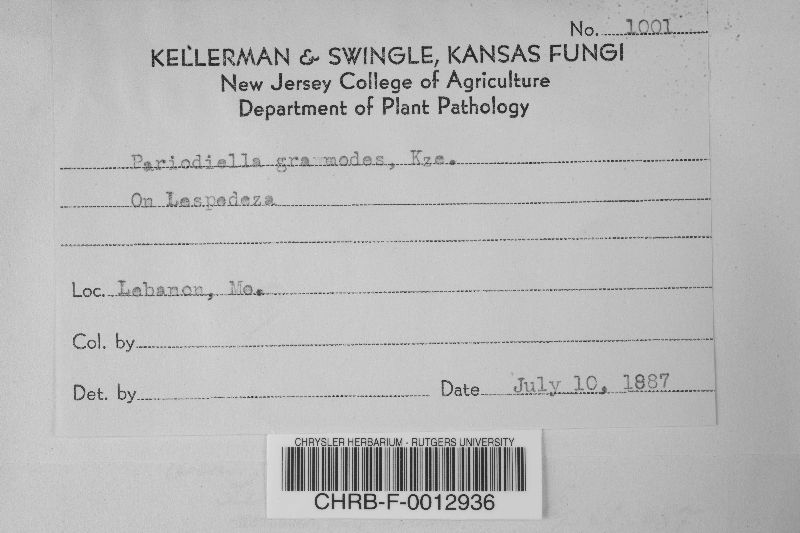 No. 1001
KELLERMAN & SWINGLE, KANSAS FUNGI
New Jersey College of Agriculture
Department of Plant Pathology
Pariodiella grammodes, Kze.
On Lespedeza
Loc. Lebanon, Mo.
Col. by
Det. by Date July 10, 1887
CHRYSLER HERBARIUM - RUTGERS UNIVERSITY
CHRB-F-0012936